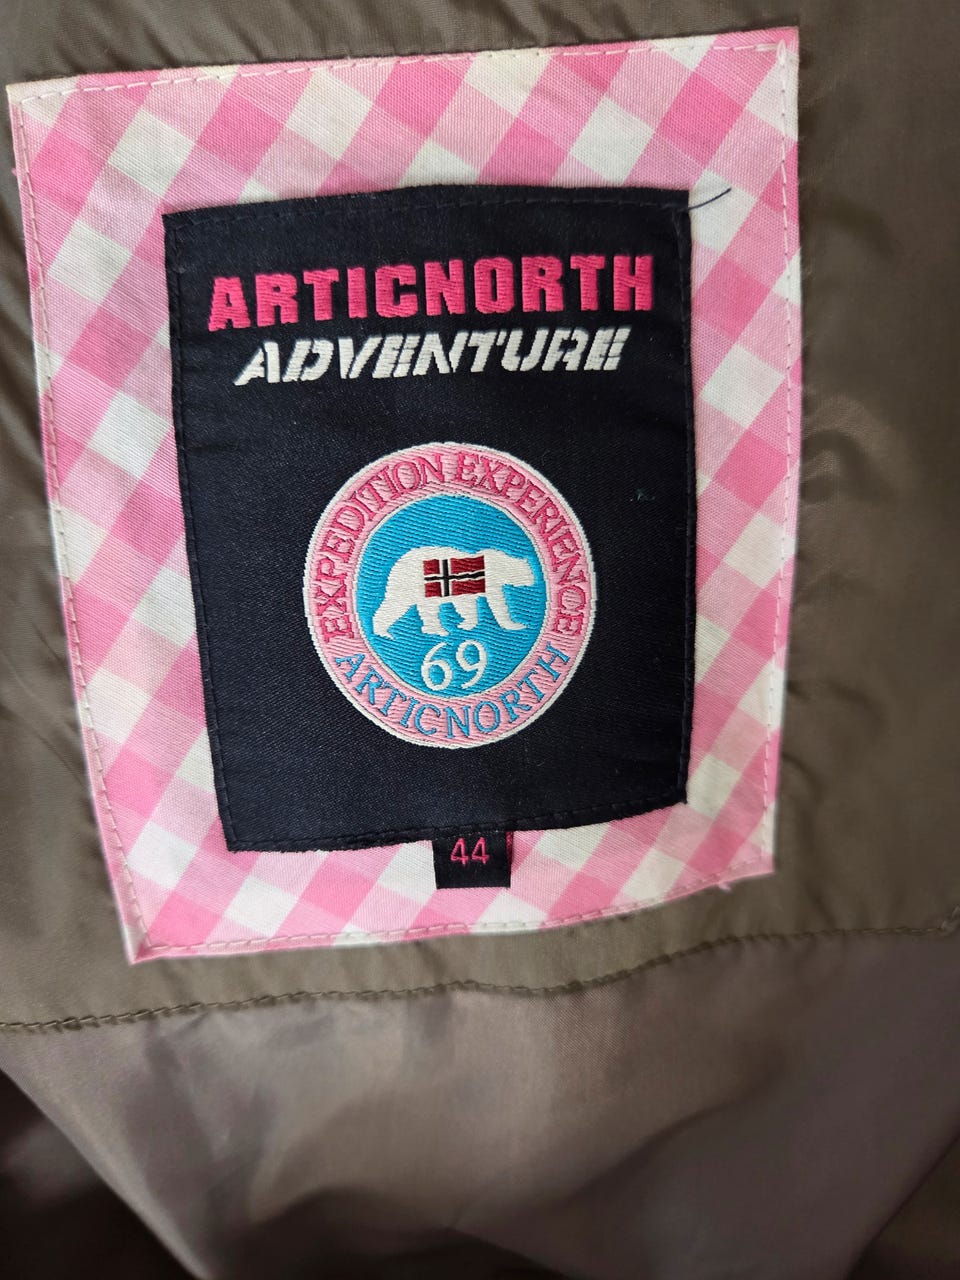 ARTICNORTH
ADVENTURE
EXPEDITION EXPERIENCE
69
ARTICNORTH
44